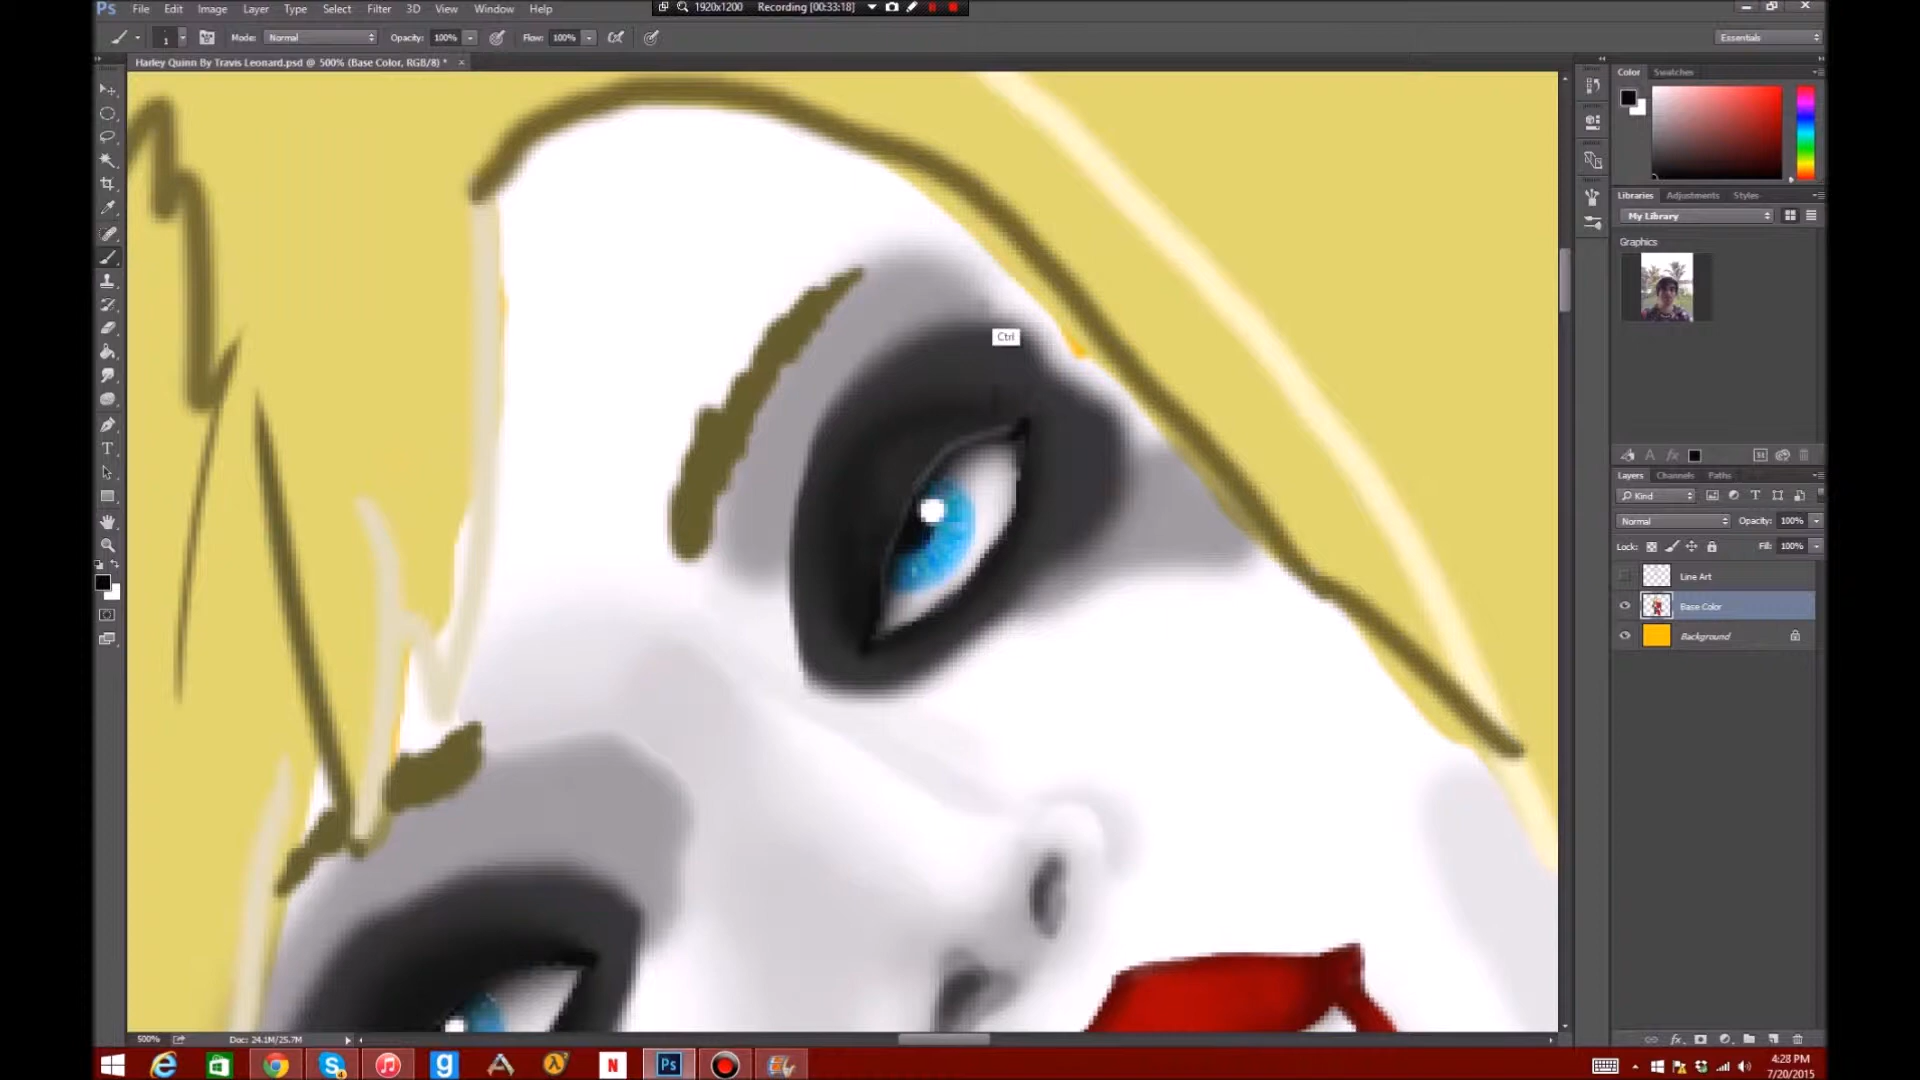 Ps File Edit Image Layer Type Select Filter 3D View Window Help
1920x1200 Recording [00:33:18]
1 Mode: Normal Opacity: 100% Flow: 100% Essentials
Harley Quinn By Travis Leonard.psd @ 500% (Base Color, RGB/8) * ×
Color Swatches
Libraries Adjustments Styles
My Library
Graphics
Ctrl
Layers Channels Paths
Kind
Normal Opacity: 100%
Lock: Fill: 100%
Line Art
Base Color
Background
500% Doc: 24.1M/25.7M
4:28 PM
7/20/2015